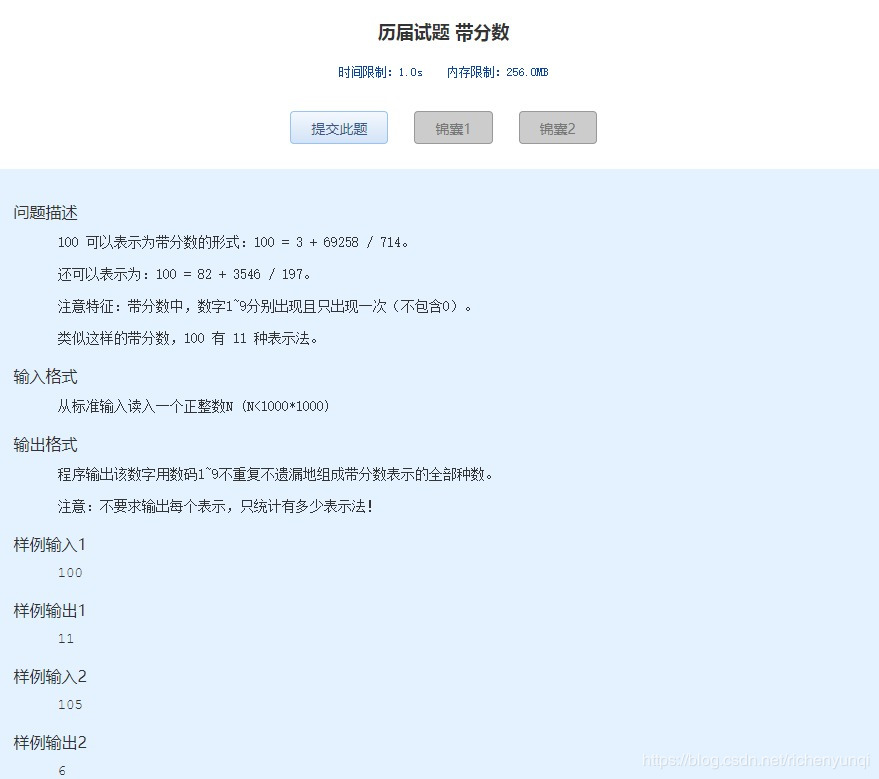 历届试题 带分数
时间限制：1.0s 内存限制：256.0MB
提交此题 锦囊1 锦囊2
问题描述
100 可以表示为带分数的形式：100 = 3 + 69258 / 714。
还可以表示为：100 = 82 + 3546 / 197。
注意特征：带分数中，数字1~9分别出现且只出现一次（不包含0）。
类似这样的带分数，100 有 11 种表示法。
输入格式
从标准输入读入一个正整数N (N<1000*1000)
输出格式
程序输出该数字用数码1~9不重复不遗漏地组成带分数表示的全部种数。
注意：不要求输出每个表示，只统计有多少表示法！
样例输入1
100
样例输出1
11
样例输入2
105
样例输出2
6
https://blog.csdn.net/richenyunqi